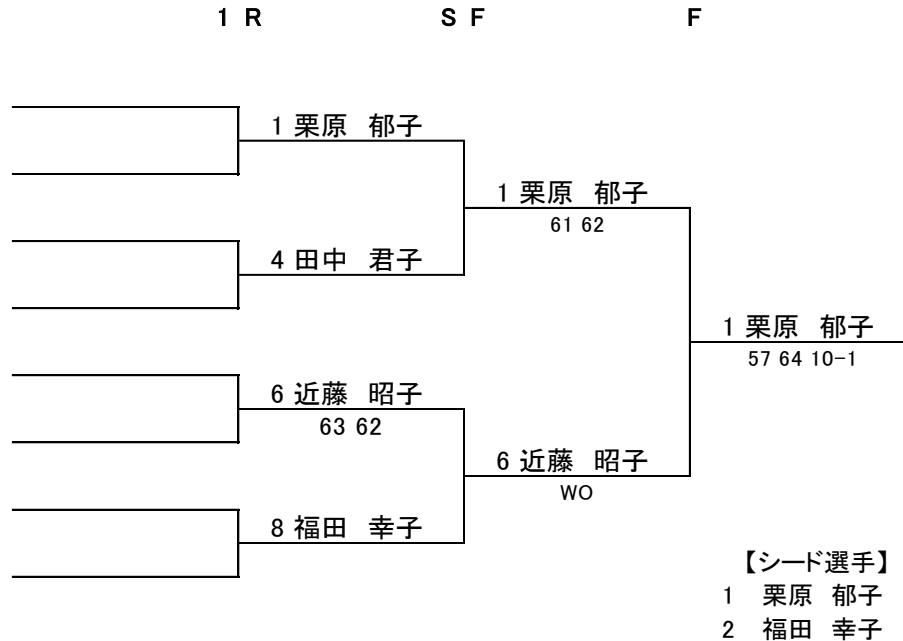 1 R S F F
1 栗原 郁子
1 栗原 郁子
61 62
4 田中 君子
1 栗原 郁子
57 64 10-1
6 近藤 昭子
63 62
6 近藤 昭子
WO
8 福田 幸子
【シード選手】
1 栗原 郁子
2 福田 幸子